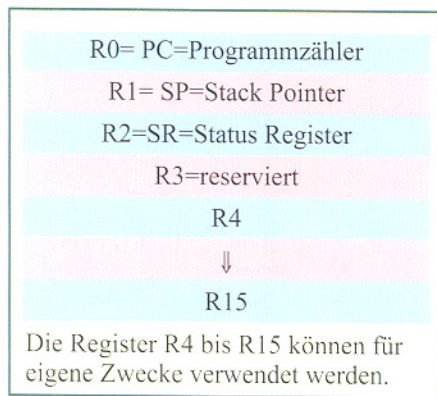 R0= PC=Programmzähler
R1= SP=Stack Pointer
R2=SR=Status Register
R3=reserviert
R4
⇓
R15
Die Register R4 bis R15 können für
eigene Zwecke verwendet werden.